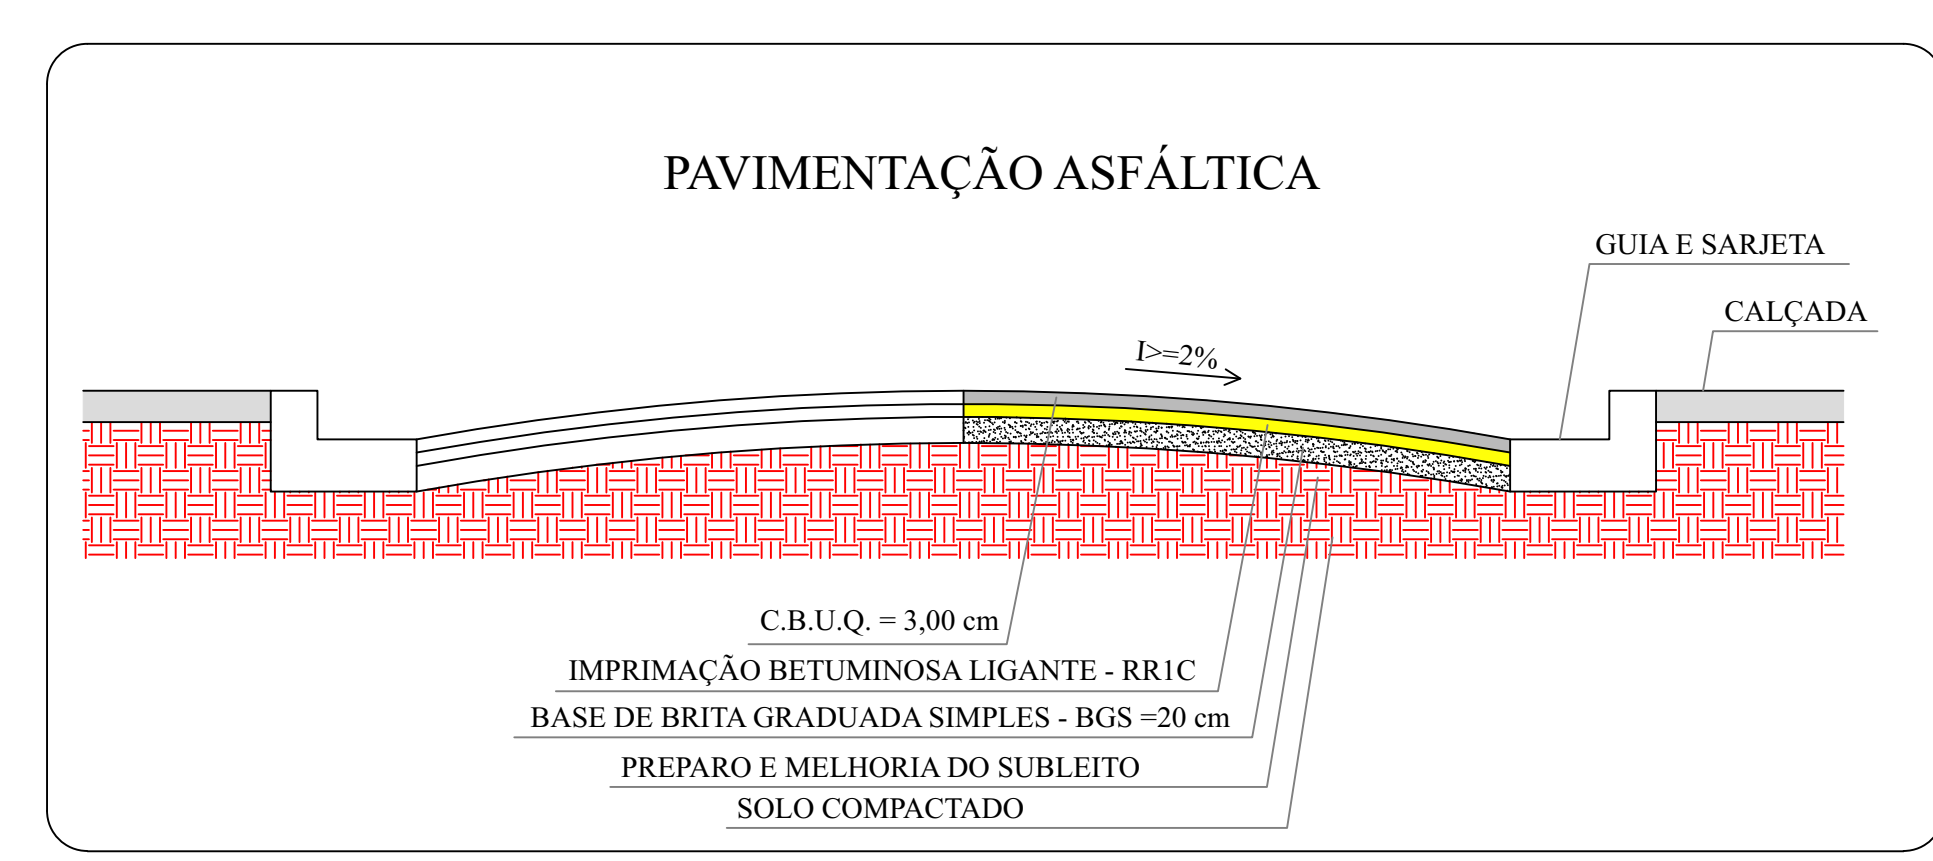 PAVIMENTAÇÃO ASFÁLTICA
GUIA E SARJETA
CALÇADA
I>=2%
C.B.U.Q. = 3,00 cm
IMPRIMAÇÃO BETUMINOSA LIGANTE - RR1C
BASE DE BRITA GRADUADA SIMPLES - BGS =20 cm
PREPARO E MELHORIA DO SUBLEITO
SOLO COMPACTADO